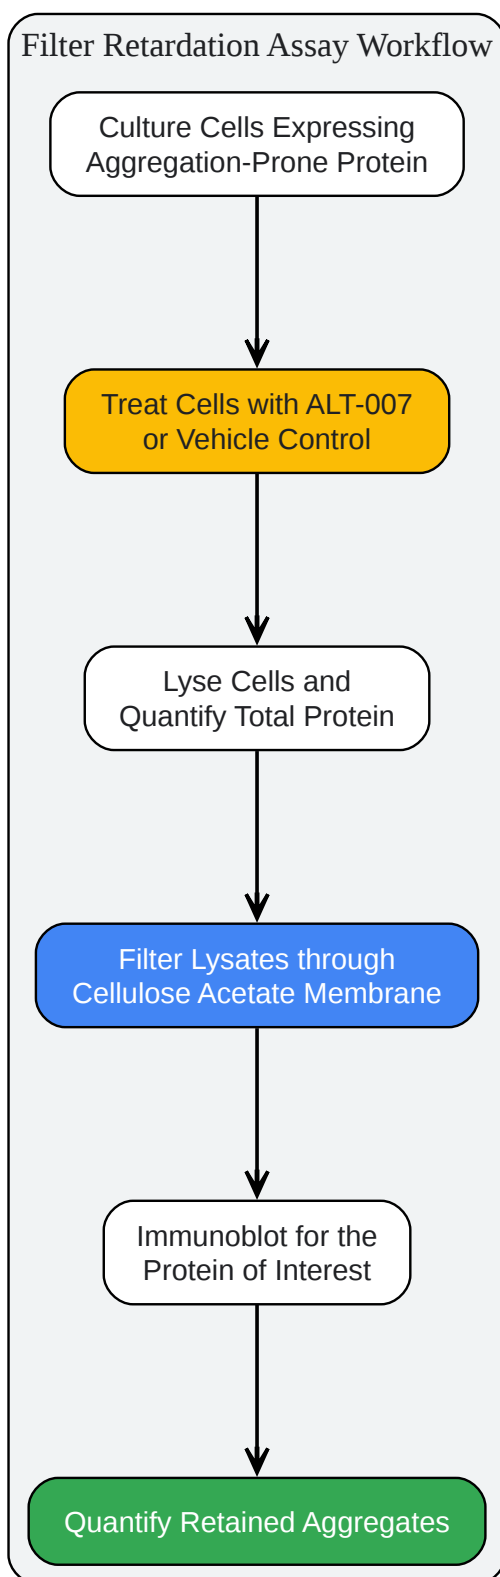 Filter Retardation Assay Workflow
Culture Cells Expressing
Aggregation-Prone Protein
Treat Cells with ALT-007
or Vehicle Control
Lyse Cells and
Quantify Total Protein
Filter Lysates through
Cellulose Acetate Membrane
Immunoblot for the
Protein of Interest
Quantify Retained Aggregates